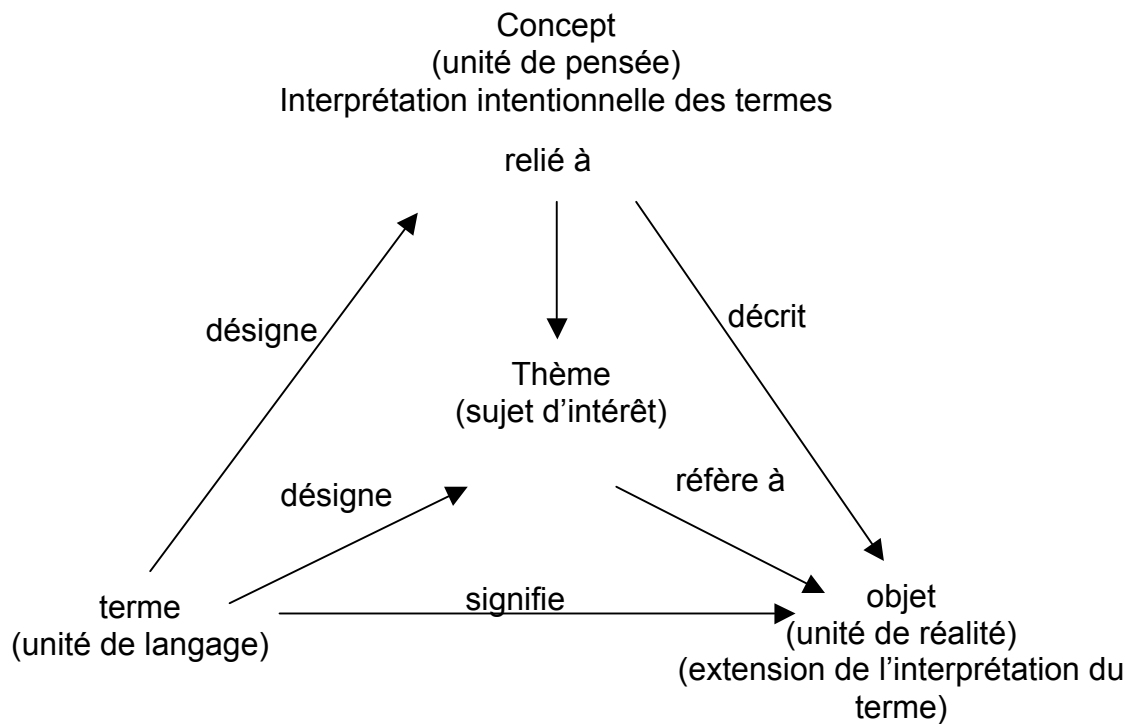 Concept
(unité de pensée)
Interprétation intentionnelle des termes
relié à
désigne
décrit
Thème
(sujet d’intérêt)
désigne
réfère à
terme
(unité de langage)
signifie
objet
(unité de réalité)
(extension de l’interprétation du
terme)